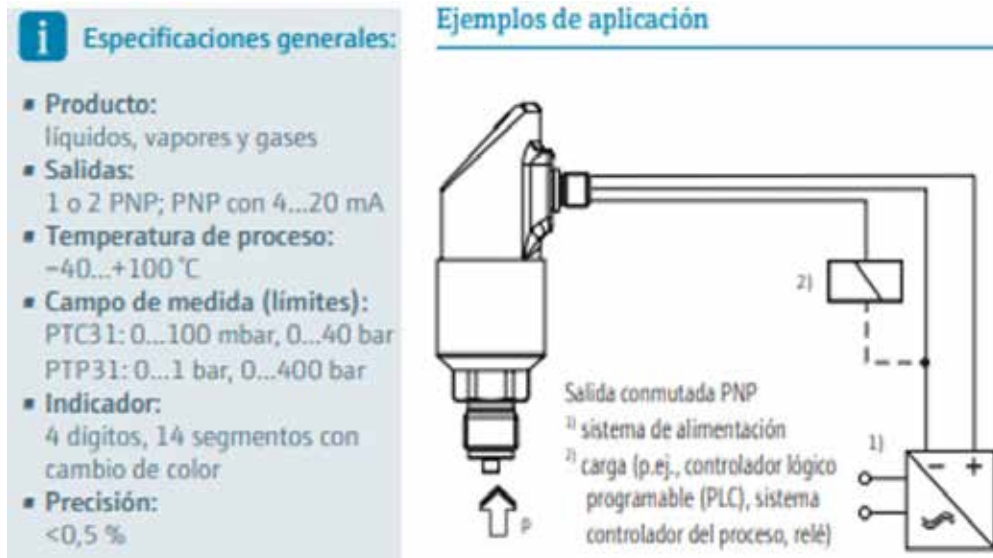 i Especificaciones generales:
■ Producto:
líquidos, vapores y gases
■ Salidas:
1 o 2 PNP; PNP con 4...20 mA
■ Temperatura de proceso:
−40...+100 °C
■ Campo de medida (límites):
PTC31: 0...100 mbar, 0...40 bar
PTP31: 0...1 bar, 0...400 bar
■ Indicador:
4 dígitos, 14 segmentos con
cambio de color
■ Precisión:
<0,5 %
Ejemplos de aplicación
2)
Salida conmutada PNP
1) sistema de alimentación
2) carga (p.ej., controlador lógico
programable (PLC), sistema
controlador del proceso, relé)
1)
− +
p